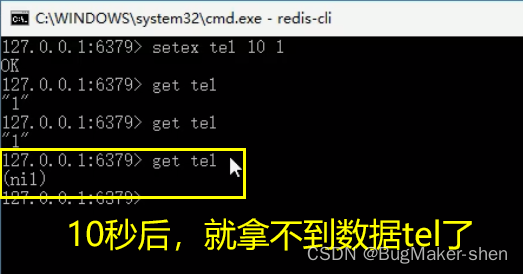 C:\WINDOWS\system32\cmd.exe - redis-cli
127.0.0.1:6379> setex tel 10 1
OK
127.0.0.1:6379> get tel
"1"
127.0.0.1:6379> get tel
"1"
127.0.0.1:6379> get tel
(nil)
127.0.0.1:6379>
10秒后，就拿不到数据tel了
CSDN @BugMaker-shen